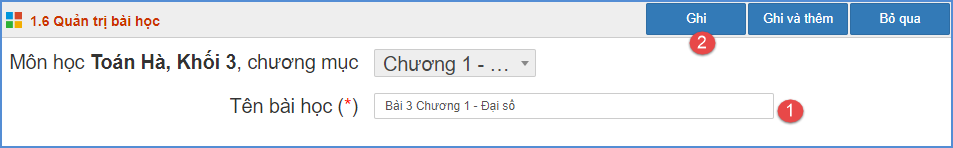 1.6 Quản trị bài học
Ghi
Ghi và thêm
Bỏ qua
2
Môn học Toán Hà, Khối 3, chương mục
Chương 1 - ...
Tên bài học (*)
Bài 3 Chương 1 - Đại số
1